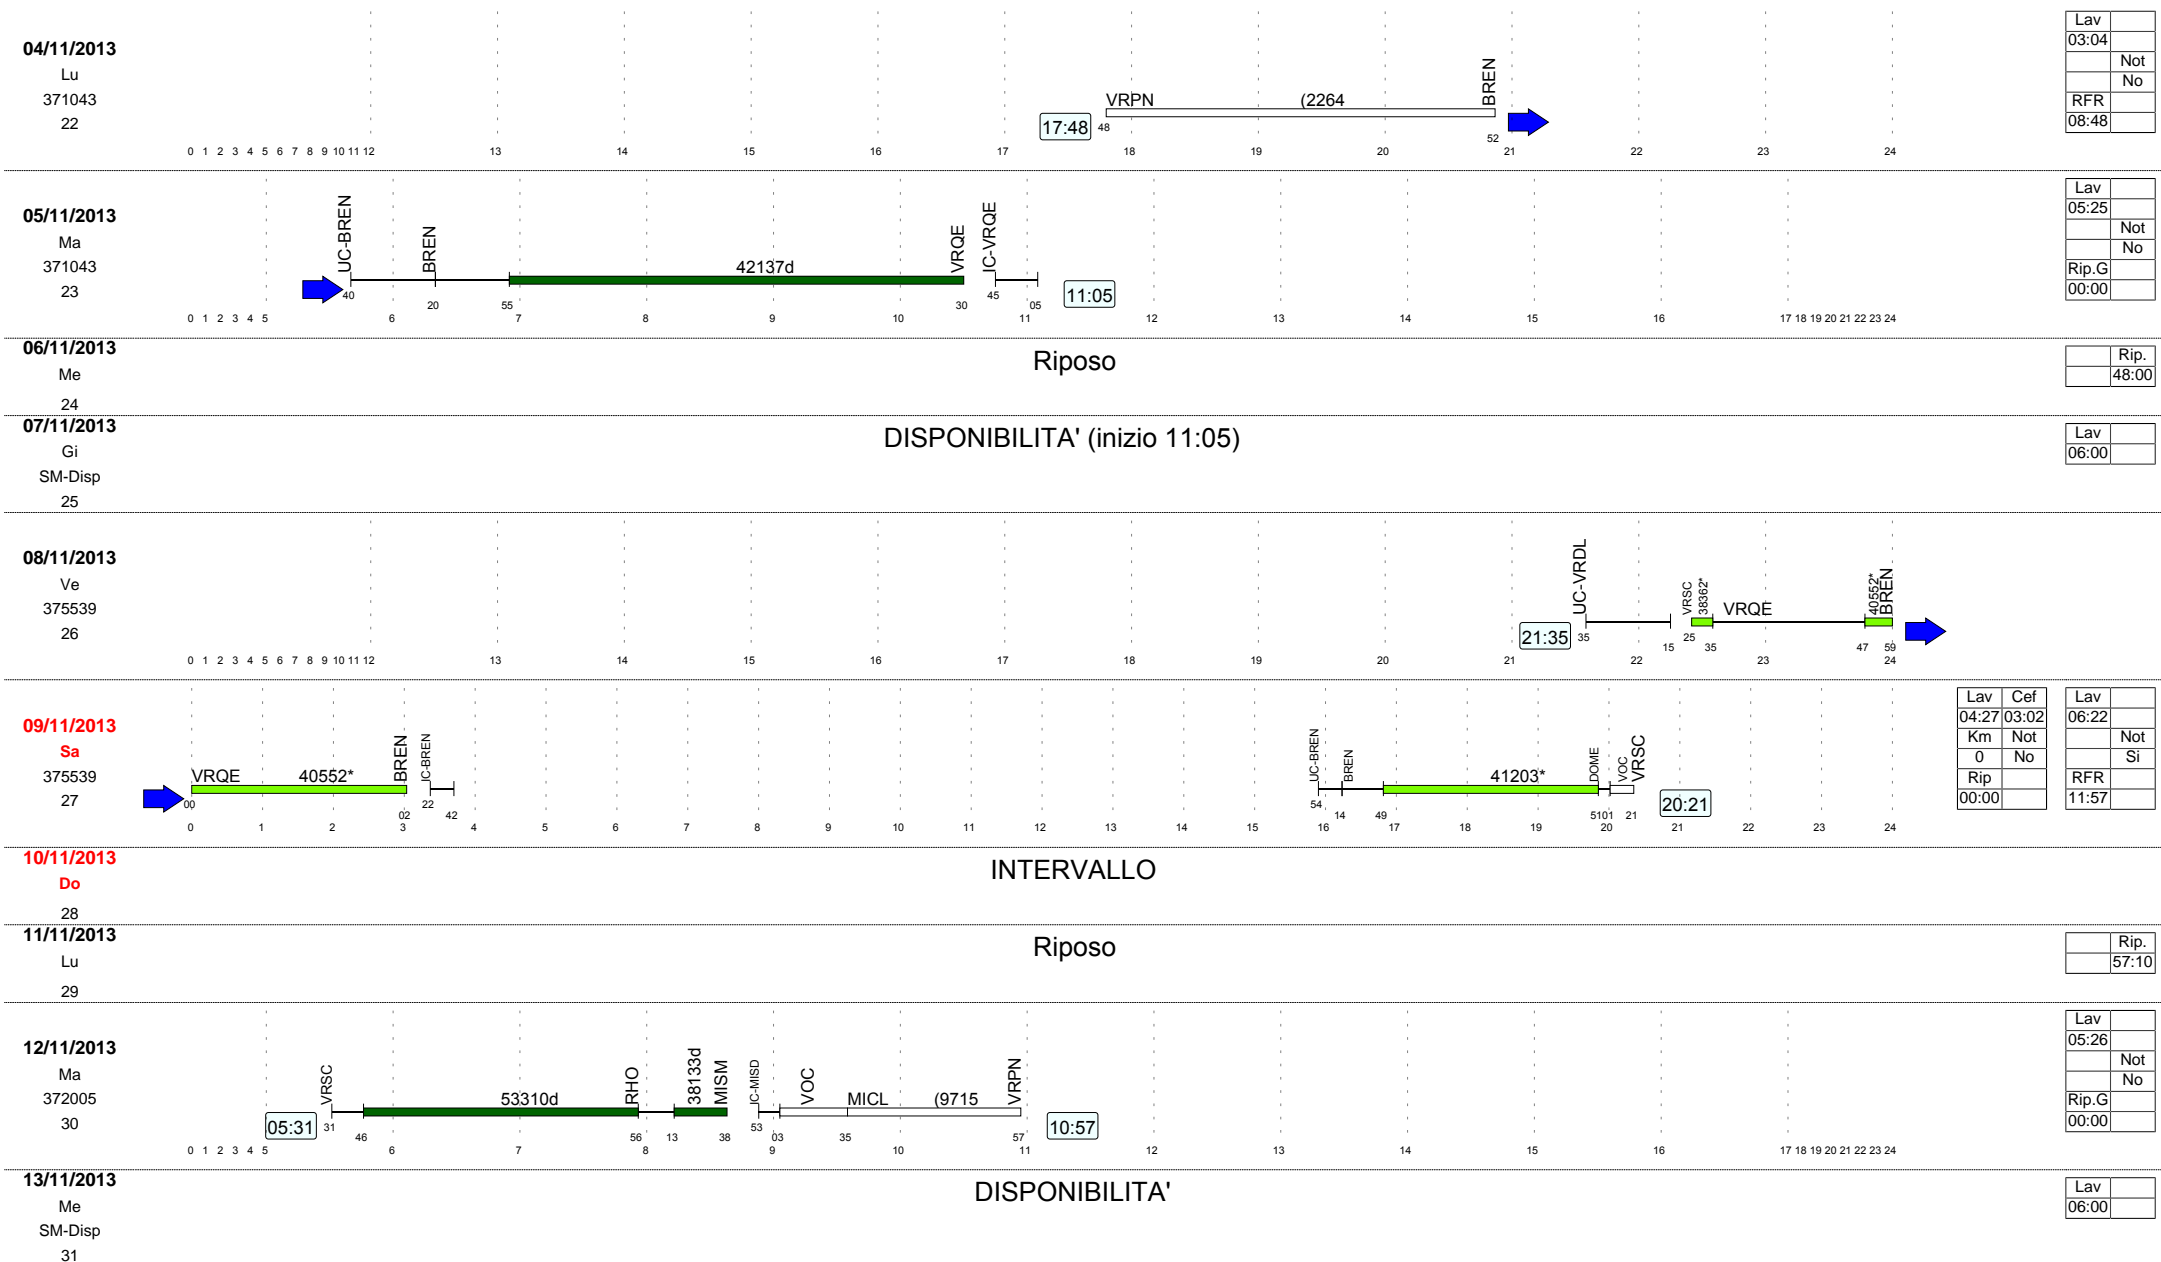 04/11/2013
Lu
371043
22
17:48
VRPN (2264 BREN
48 52
0 1 2 3 4 5 6 7 8 9 10 11 12 13 14 15 16 17 18 19 20 21 22 23 24
Lav
03:04
Not
No
RFR
08:48
05/11/2013
Ma
371043
23
UC-BREN BREN 42137d VRQE IC-VRQE
40 20 55 30 45 05
11:05
0 1 2 3 4 5 6 7 8 9 10 11 12 13 14 15 16 17 18 19 20 21 22 23 24
Lav
05:25
Not
No
Rip.G
00:00
06/11/2013
Me
24
Riposo
Rip.
48:00
07/11/2013
Gi
SM-Disp
25
DISPONIBILITA' (inizio 11:05)
Lav
06:00
08/11/2013
Ve
375539
26
21:35
UC-VRDL VRSC 38362* VRQE 40552* BREN
35 15 25 35 47 59
0 1 2 3 4 5 6 7 8 9 10 11 12 13 14 15 16 17 18 19 20 21 22 23 24
09/11/2013
Sa
375539
27
VRQE 40552* BREN IC-BREN UC-BREN BREN 41203* DOME VOC VRSC
00 02 22 42 54 14 49 51 01 21
20:21
0 1 2 3 4 5 6 7 8 9 10 11 12 13 14 15 16 17 18 19 20 21 22 23 24
Lav Cef
04:27 03:02
Km Not
0 No
Rip
00:00
Lav
06:22
Not
Si
RFR
11:57
10/11/2013
Do
28
INTERVALLO
11/11/2013
Lu
29
Riposo
Rip.
57:10
12/11/2013
Ma
372005
30
05:31
VRSC 53310d RHO 38133d MISM IC-MISD VOC MICL (9715 VRPN
31 46 56 13 38 53 03 35 57
10:57
0 1 2 3 4 5 6 7 8 9 10 11 12 13 14 15 16 17 18 19 20 21 22 23 24
Lav
05:26
Not
No
Rip.G
00:00
13/11/2013
Me
SM-Disp
31
DISPONIBILITA'
Lav
06:00